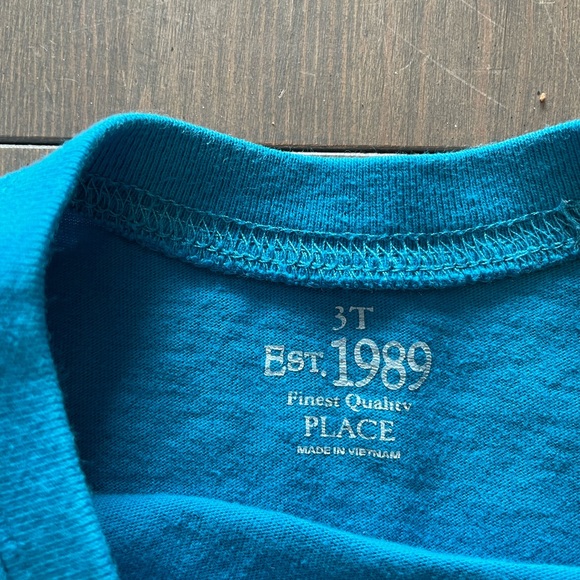 3T
EST. 1989
Finest Quality
PLACE
MADE IN VIETNAM